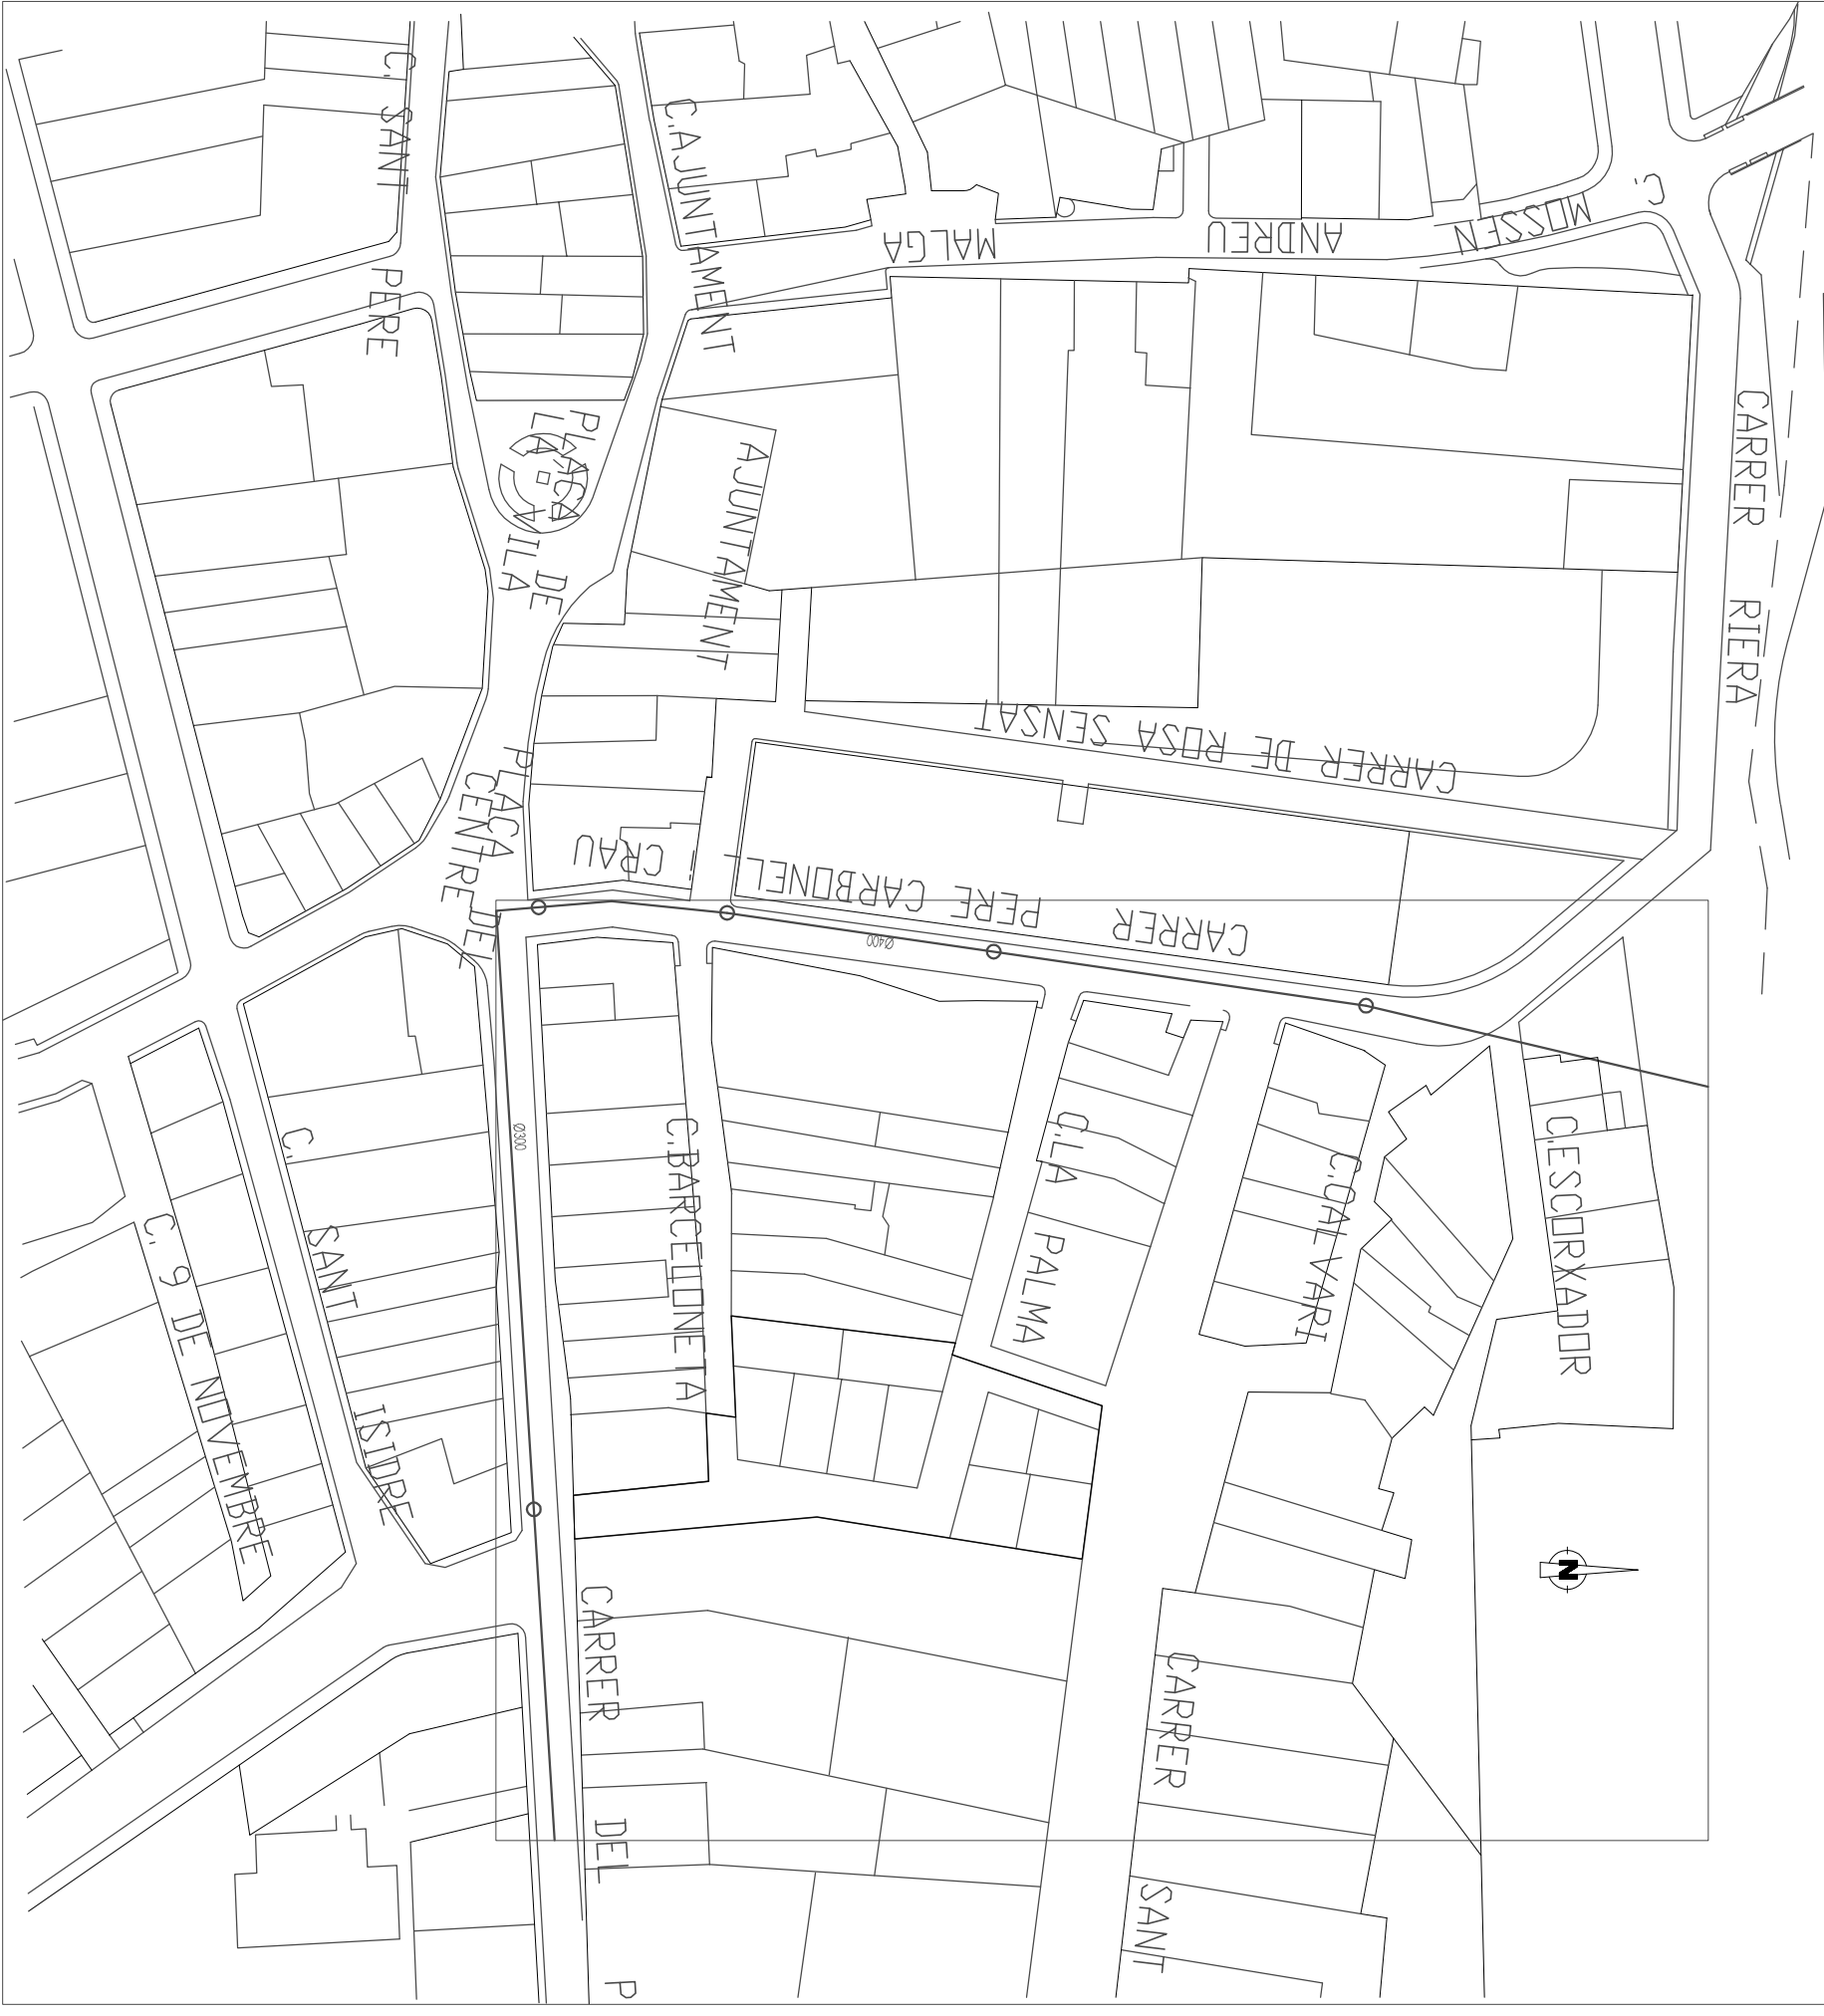 C. SANT PERE
C. AJUNTAMENT
C. MOSSEN ANDREU MALGA
PLAÇA DE LA VILA
AJUNTAMENT
CARRER RIERA
CARRER DE ROSA SENSAT
PLAÇA CENTRE DEL
CARRER PERE CARBONEL I CRAU
Ø400
Ø300
C. SANT ISIDRE
C. 9 DE NOVEMBRE
C. BARCELONETA
C. LA PALMA
C. CALVARI
C. ESCORXADOR
N
CARRER DEL P
CARRER SANT